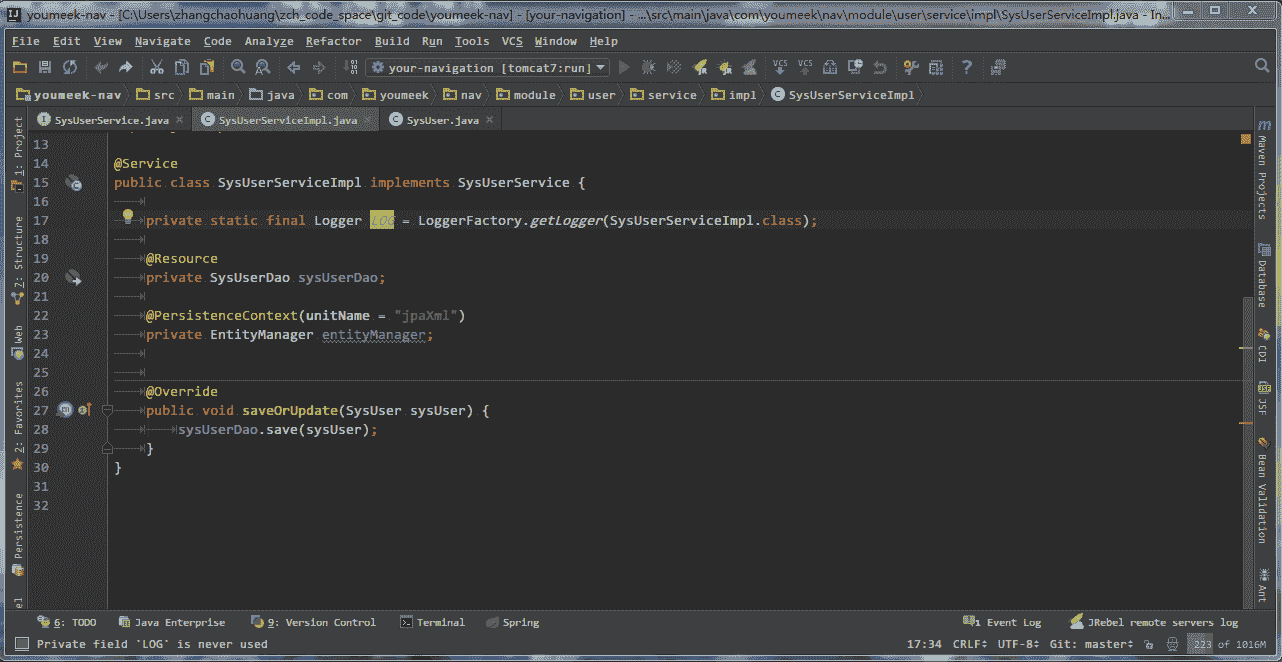 youmeek-nav - [C:\Users\zhangchaohuang\zch_code_space\git_code\youmeek-nav] - [your-navigation] - ...\src\main\java\com\youmeek\nav\module\user\service\impl\SysUserServiceImpl.java - In...
File Edit View Navigate Code Analyze Refactor Build Run Tools VCS Window Help
your-navigation [tomcat7:run] VCS VCS
youmeek-nav src main java com youmeek nav module user service impl SysUserServiceImpl
SysUserService.java SysUserServiceImpl.java SysUser.java
13
14 @Service
15 public class SysUserServiceImpl implements SysUserService {
16
17 private static final Logger LOG = LoggerFactory.getLogger(SysUserServiceImpl.class);
18
19 @Resource
20 private SysUserDao sysUserDao;
21
22 @PersistenceContext(unitName = "jpaXml")
23 private EntityManager entityManager;
24
25
26 @Override
27 public void saveOrUpdate(SysUser sysUser) {
28 sysUserDao.save(sysUser);
29 }
30 }
31
32
1: Project
Z: Structure
Web
2: Favorites
Persistence
el
Maven Projects
Database
CDI
JSF
Bean Validation
Ant
6: TODO Java Enterprise 9: Version Control Terminal Spring 1 Event Log JRebel remote servers log
Private field 'LOG' is never used 17:34 CRLF UTF-8 Git: master 223 of 1016M